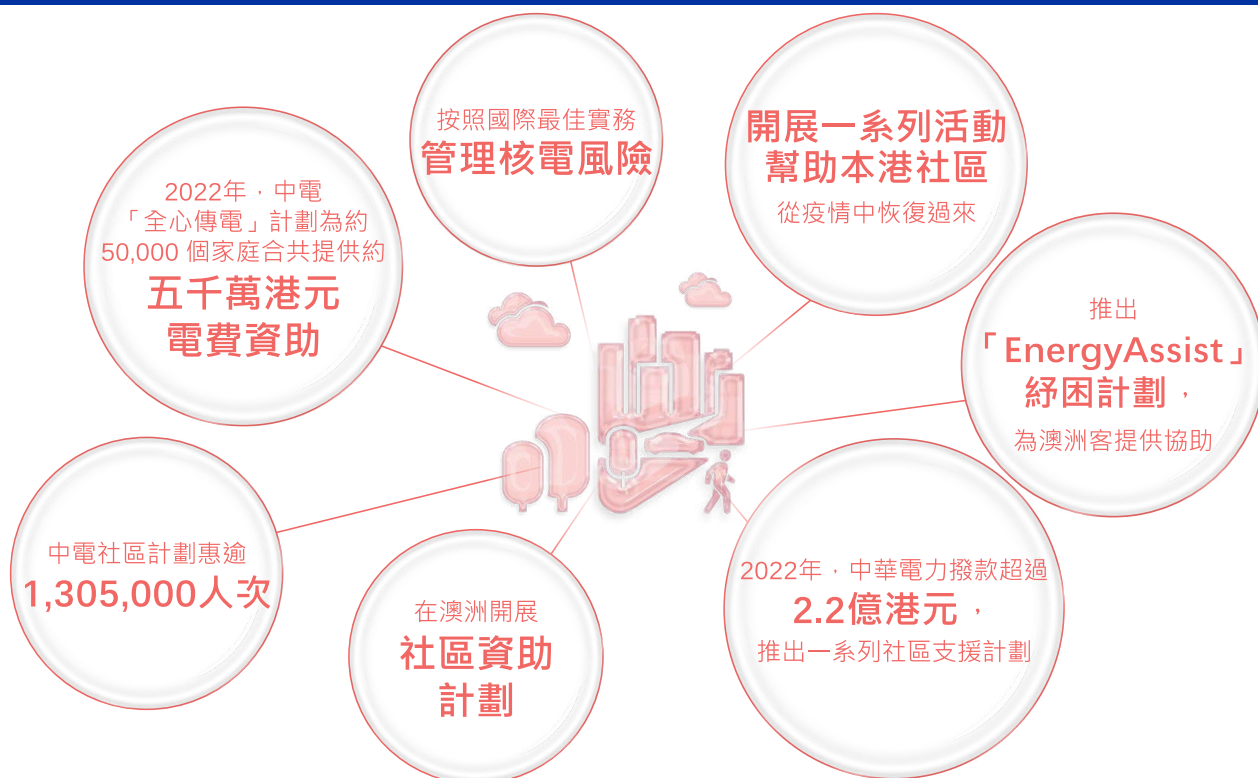 按照國際最佳實務
管理核電風險
開展一系列活動
幫助本港社區
從疫情中恢復過來
2022年，中電
「全心傳電」計劃為約
50,000 個家庭合共提供約
五千萬港元
電費資助
推出
「EnergyAssist」
紓困計劃，
為澳洲客提供協助
中電社區計劃惠逾
1,305,000人次
在澳洲開展
社區資助
計劃
2022年，中華電力撥款超過
2.2億港元，
推出一系列社區支援計劃